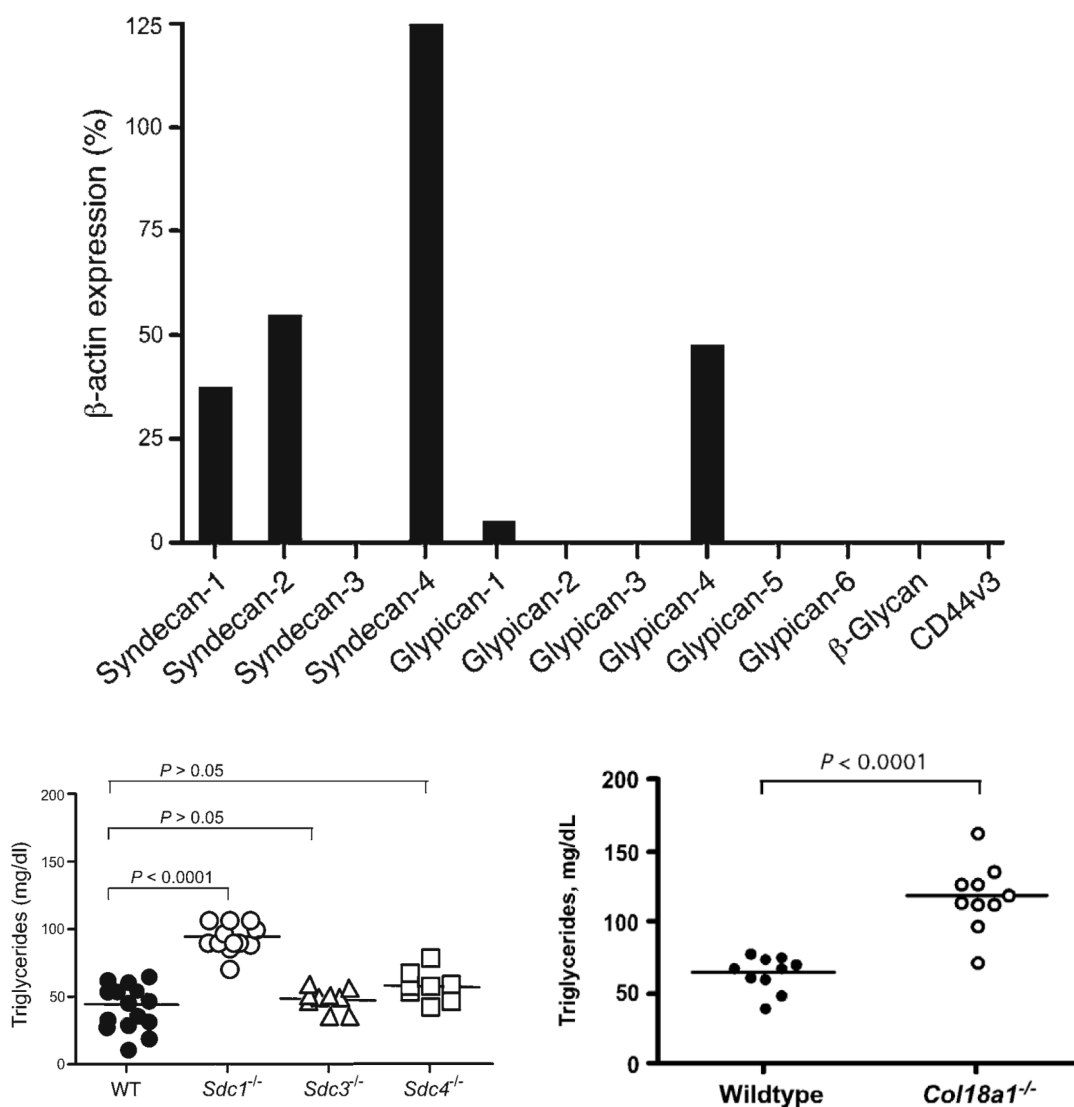 β-actin expression (%)
125
100
75
50
25
0
Syndecan-1
Syndecan-2
Syndecan-3
Syndecan-4
Glypican-1
Glypican-2
Glypican-3
Glypican-4
Glypican-5
Glypican-6
β-Glycan
CD44v3
Triglycerides (mg/dl)
200
150
100
50
0
P > 0.05
P > 0.05
P < 0.0001
WT
Sdc1-/-
Sdc3-/-
Sdc4-/-
Triglycerides, mg/dL
200
150
100
50
0
P < 0.0001
Wildtype
Col18a1-/-